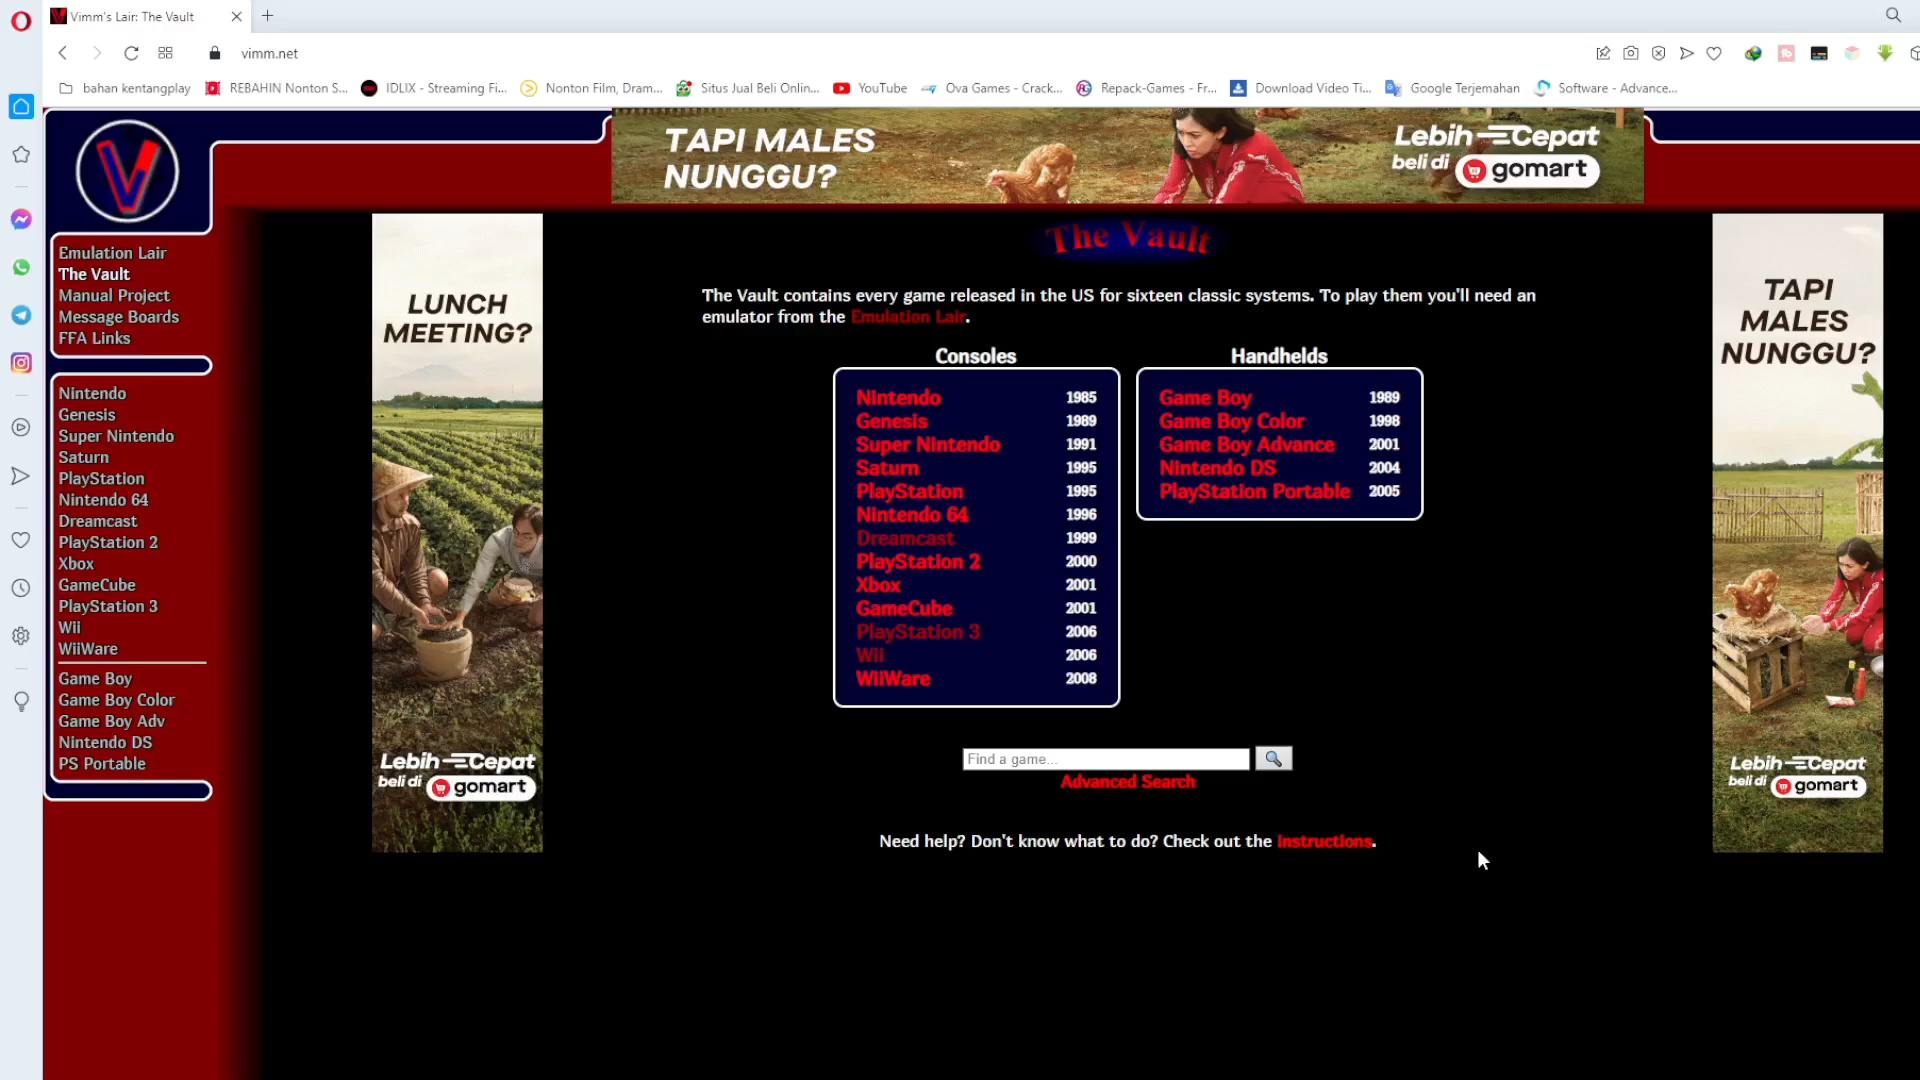 Vimm's Lair: The Vault
vimm.net
bahan kentangplay
REBAHIN Nonton S...
IDLIX - Streaming Fi...
Nonton Film, Dram...
Situs Jual Beli Onlin...
YouTube
Ova Games - Crack...
Repack-Games - Fr...
Download Video Ti...
Google Terjemahan
Software - Advance...
TAPI MALES
NUNGGU?
Lebih Cepat
beli di gomart
V
Emulation Lair
The Vault
Manual Project
Message Boards
FFA Links
Nintendo
Genesis
Super Nintendo
Saturn
PlayStation
Nintendo 64
Dreamcast
PlayStation 2
Xbox
GameCube
PlayStation 3
Wii
WiiWare
Game Boy
Game Boy Color
Game Boy Adv
Nintendo DS
PS Portable
LUNCH
MEETING?
Lebih Cepat
beli di gomart
The Vault
The Vault contains every game released in the US for sixteen classic systems. To play them you'll need an
emulator from the Emulation Lair.
Consoles
Nintendo 1985
Genesis 1989
Super Nintendo 1991
Saturn 1995
PlayStation 1995
Nintendo 64 1996
Dreamcast 1999
PlayStation 2 2000
Xbox 2001
GameCube 2001
PlayStation 3 2006
Wii 2006
WiiWare 2008
Handhelds
Game Boy 1989
Game Boy Color 1998
Game Boy Advance 2001
Nintendo DS 2004
PlayStation Portable 2005
Find a game...
Advanced Search
Need help? Don't know what to do? Check out the Instructions.
TAPI
MALES
NUNGGU?
Lebih Cepat
beli di gomart